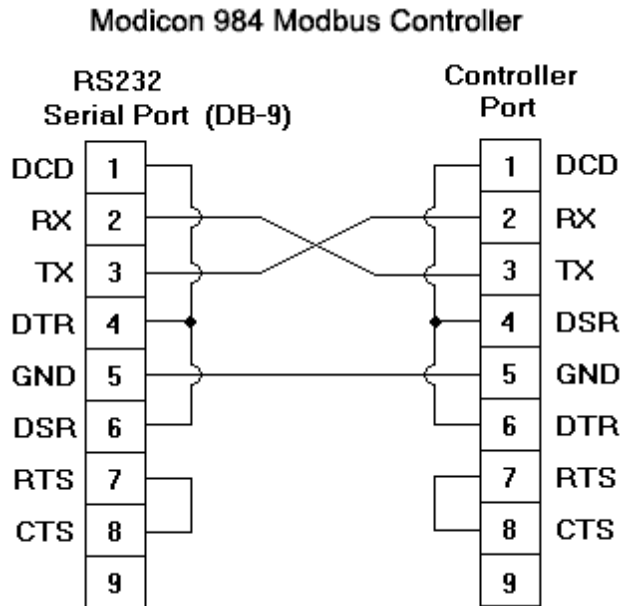 Modicon 984 Modbus Controller
RS232
Serial Port (DB-9)
Controller
Port
DCD 1 1 DCD
RX 2 2 RX
TX 3 3 TX
DTR 4 4 DSR
GND 5 5 GND
DSR 6 6 DTR
RTS 7 7 RTS
CTS 8 8 CTS
9 9